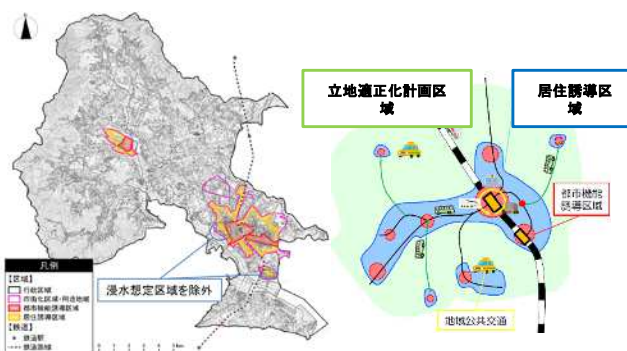 立地適正化計画区
域
居住誘導区
域
都市機能
誘導区域
浸水想定区域を除外
地域公共交通
凡例
【区域】
行政区域
市街化区域・用途地域
都市機能誘導区域
居住誘導区域
【鉄道】
鉄道駅
鉄道路線